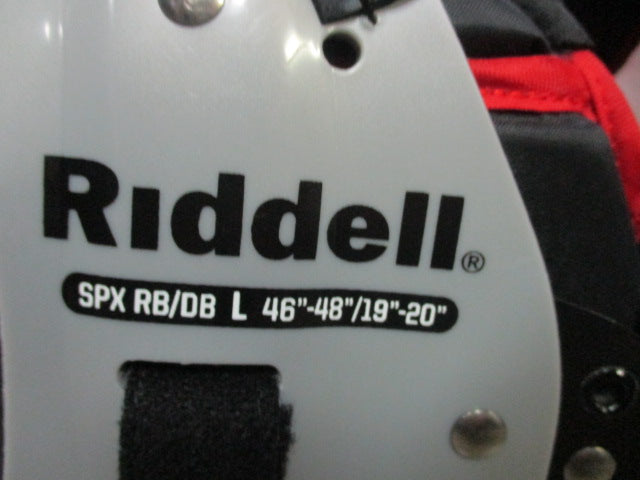 Riddell®
SPX RB/DB L 46"-48"/19"-20"